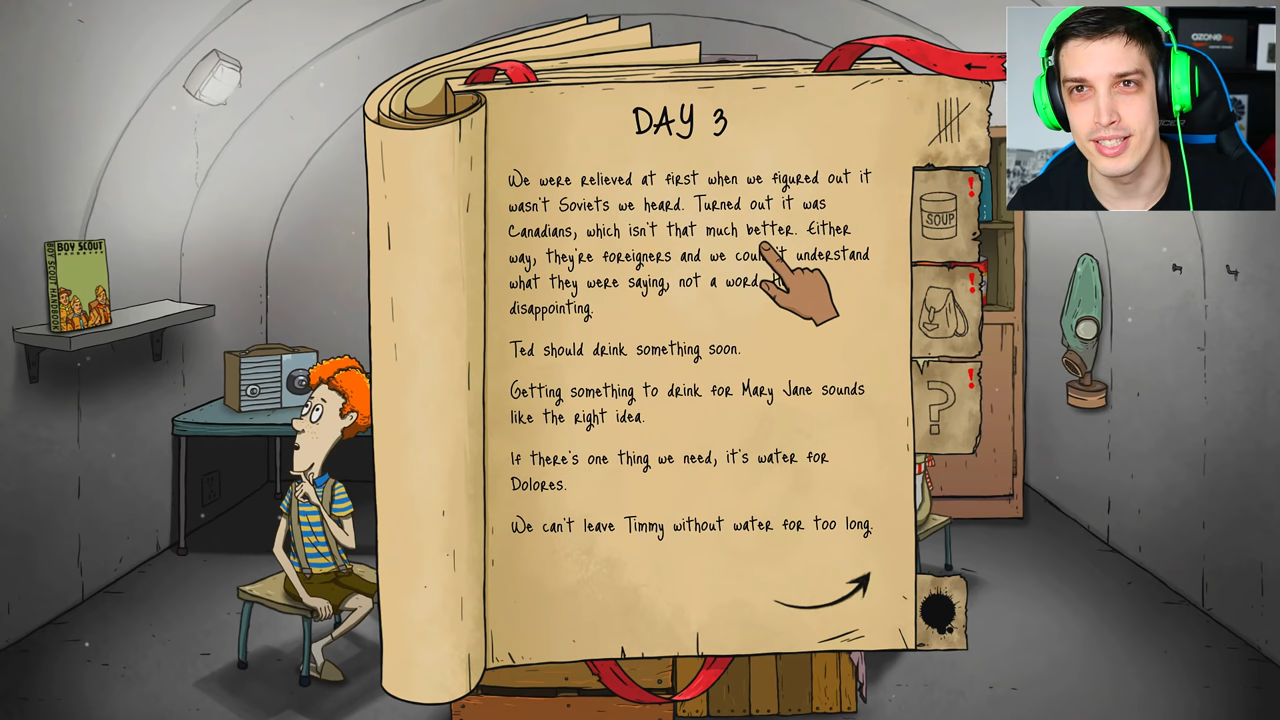 DAY 3
We were relieved at first when we figured out it
wasn't Soviets we heard. Turned out it was
Canadians, which isn't that much better. Either
way, they're foreigners and we couldn't understand
what they were saying, not a word.
disappointing.
Ted should drink something soon.
Getting something to drink for Mary Jane sounds
like the right idea.
If there's one thing we need, it's water for
Dolores.
We can't leave Timmy without water for too long.
SOUP
!
!
?
!
BOY SCOUT
HANDBOOK
BOY SCOUT HANDBOOK
OZONE